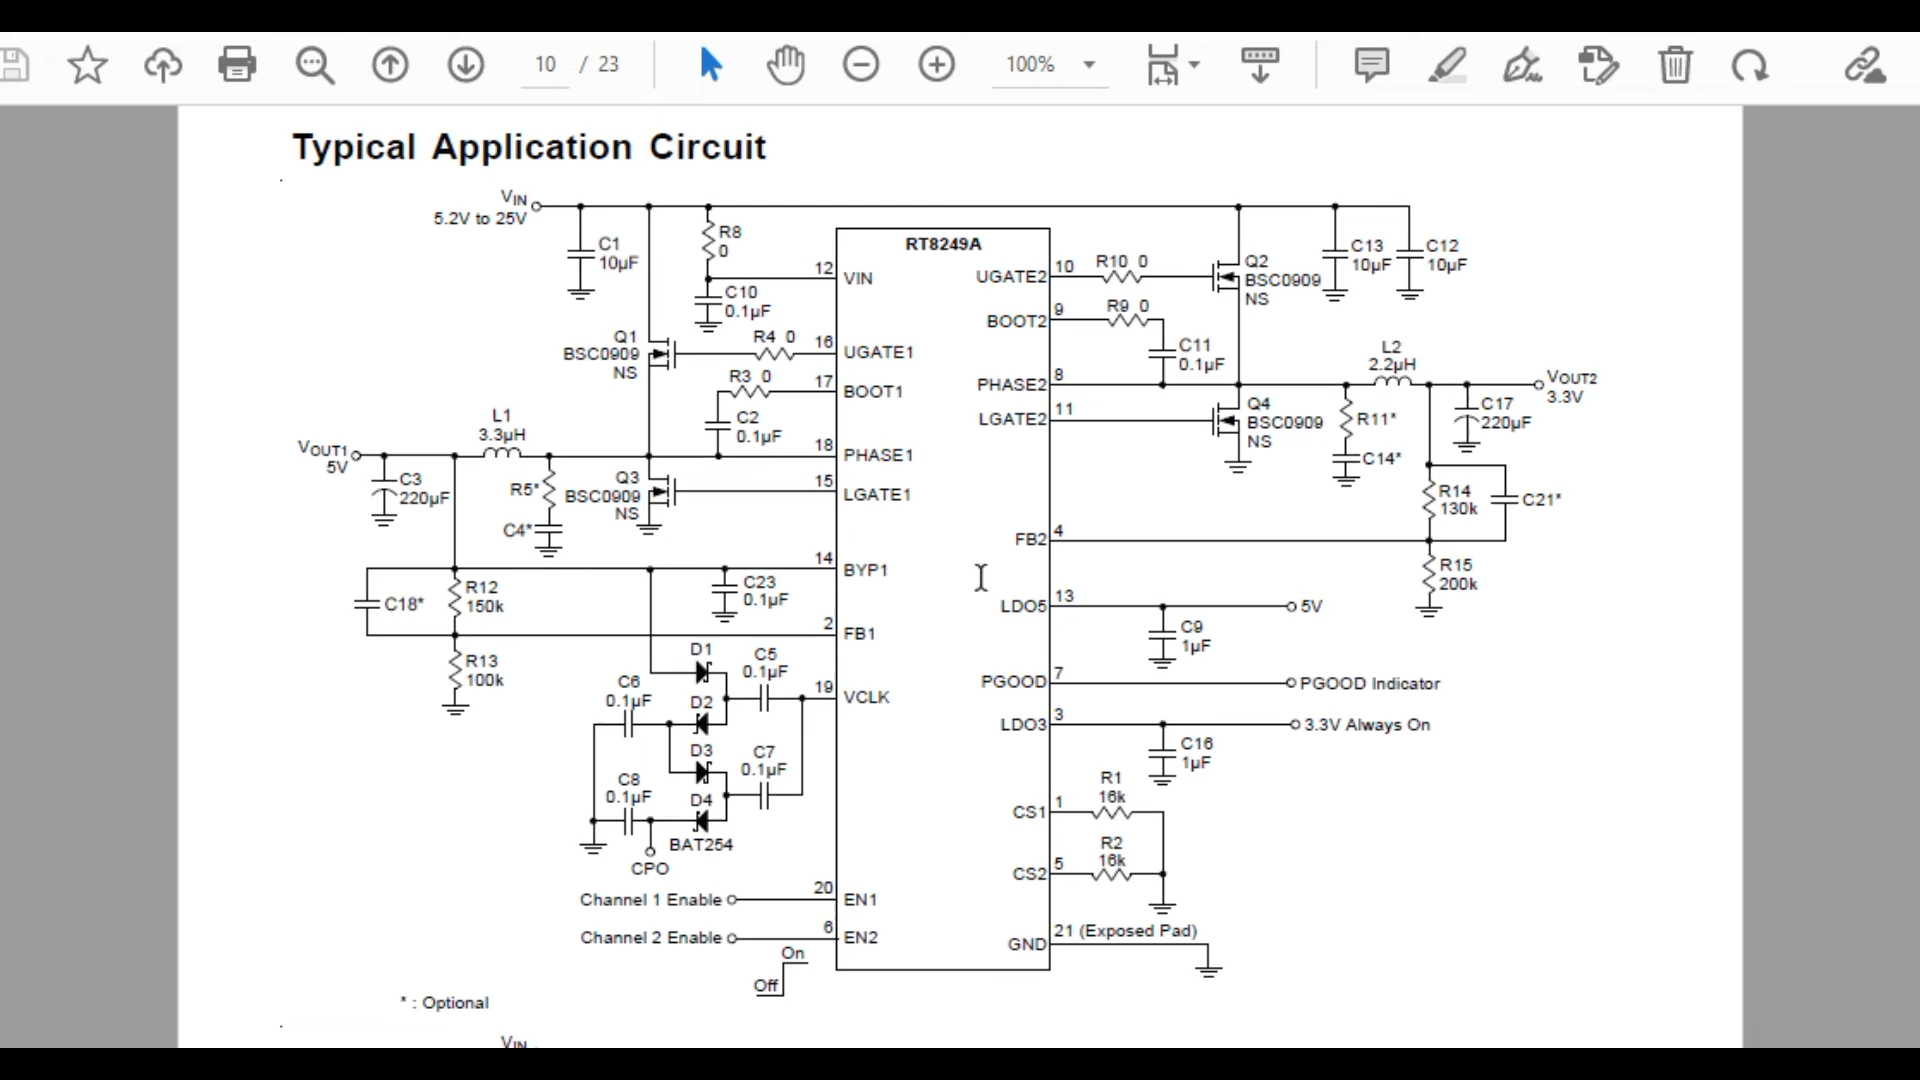 10 / 23
100%
Typical Application Circuit
VIN
5.2V to 25V
R8
0
C1
10µF
12
VIN
C10
0.1µF
Q1
BSC0909
NS
R4 0
16
UGATE1
R3 0
17
BOOT1
C2
0.1µF
L1
3.3µH
VOUT1
5V
18
PHASE1
C3
220µF
R5*
Q3
BSC0909
NS
15
LGATE1
C4*
14
BYP1
C18*
R12
150k
C23
0.1µF
2
FB1
R13
100k
D1
C5
0.1µF
C6
0.1µF
D2
19
VCLK
D3
C7
0.1µF
C8
0.1µF
D4
BAT254
CPO
Channel 1 Enable
20
EN1
Channel 2 Enable
6
EN2
On
Off
* : Optional
RT8249A
UGATE2
10
R10 0
Q2
BSC0909
NS
C13
10µF
C12
10µF
BOOT2
9
R9 0
C11
0.1µF
L2
2.2µH
PHASE2
8
VOUT2
3.3V
LGATE2
11
Q4
BSC0909
NS
R11*
C17
220µF
C14*
R14
130k
C21*
FB2
4
R15
200k
LDO5
13
5V
C9
1µF
PGOOD
7
PGOOD Indicator
LDO3
3
3.3V Always On
C16
1µF
R1
16k
CS1
1
R2
16k
CS2
5
GND
21 (Exposed Pad)
VIN